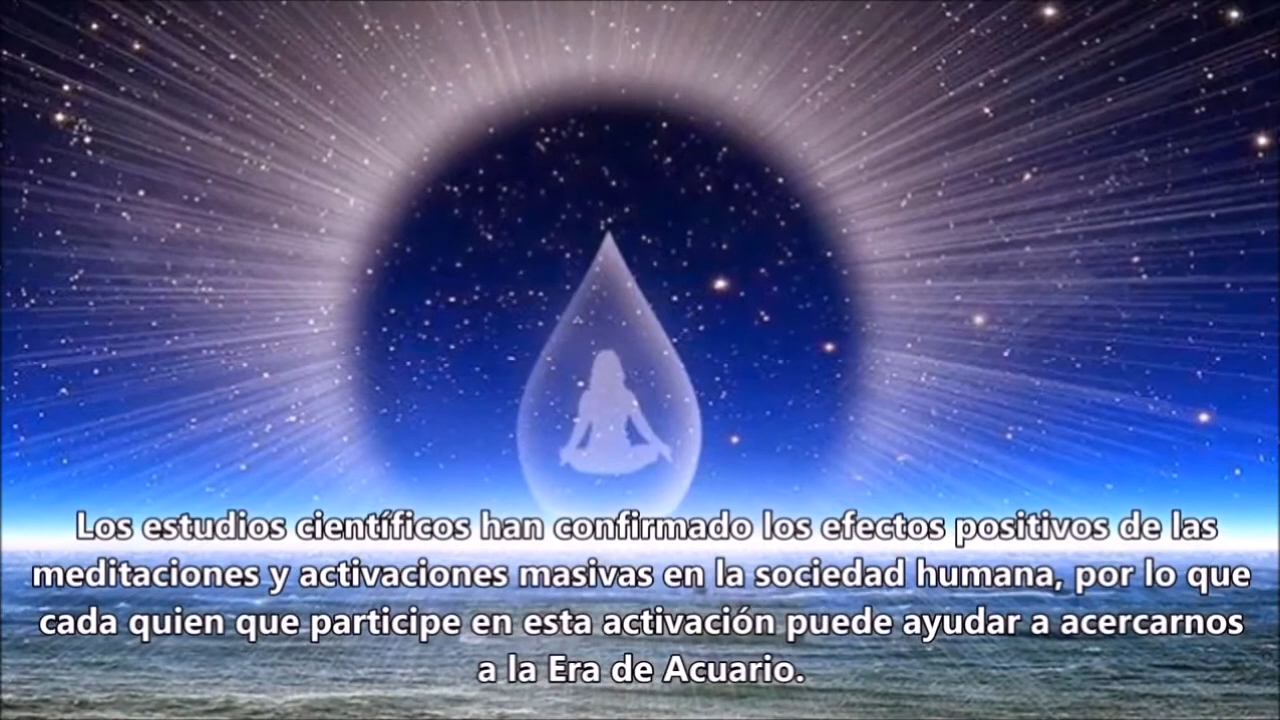 Los estudios científicos han confirmado los efectos positivos de las
meditaciones y activaciones masivas en la sociedad humana, por lo que
cada quien que participe en esta activación puede ayudar a acercarnos
a la Era de Acuario.